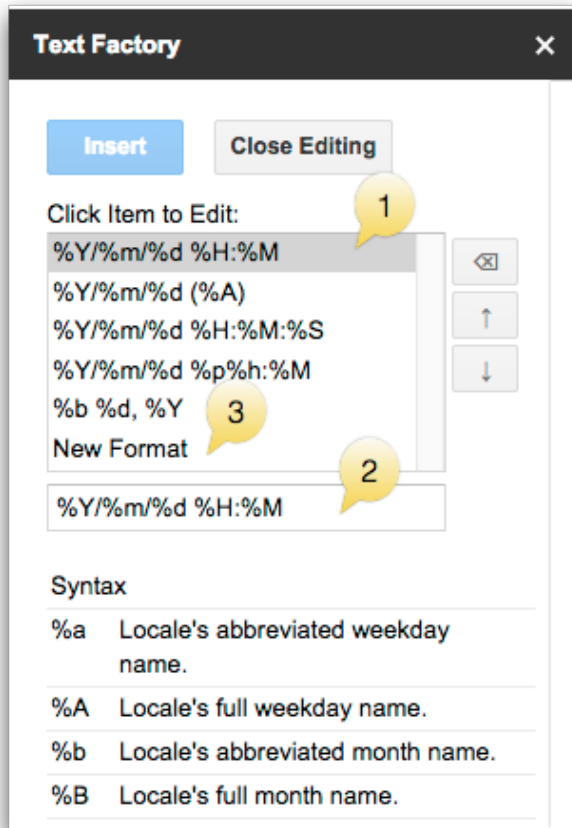 Text Factory ×
Insert Close Editing
Click Item to Edit:
1
%Y/%m/%d %H:%M
%Y/%m/%d (%A)
%Y/%m/%d %H:%M:%S
%Y/%m/%d %p%h:%M
%b %d, %Y
3
New Format
2
%Y/%m/%d %H:%M
Syntax
%a Locale's abbreviated weekday
name.
%A Locale's full weekday name.
%b Locale's abbreviated month name.
%B Locale's full month name.